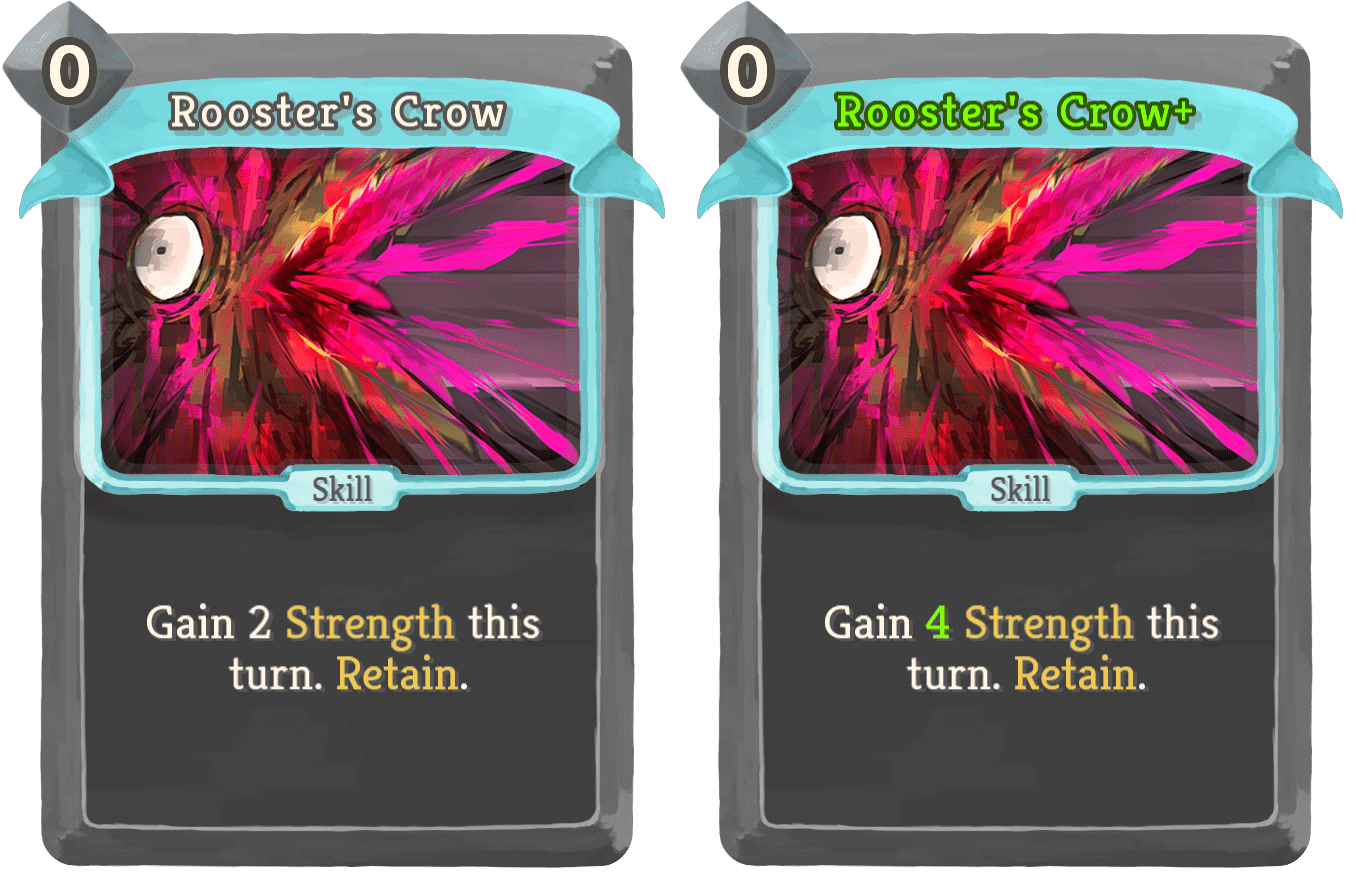 0
Rooster's Crow
Skill
Gain 2 Strength this
turn. Retain.
0
Rooster's Crow+
Skill
Gain 4 Strength this
turn. Retain.